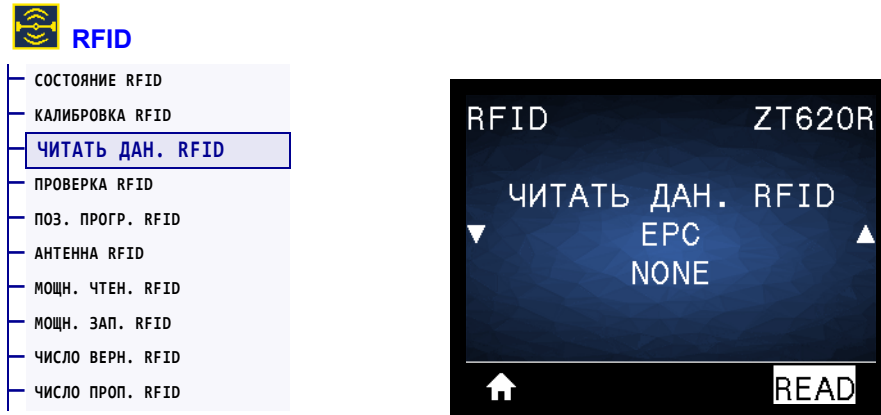 RFID
СОСТОЯНИЕ RFID
КАЛИБРОВКА RFID
ЧИТАТЬ ДАН. RFID
ПРОВЕРКА RFID
ПОЗ. ПРОГР. RFID
АНТЕННА RFID
МОЩН. ЧТЕН. RFID
МОЩН. ЗАП. RFID
ЧИСЛО ВЕРН. RFID
ЧИСЛО ПРОП. RFID
RFID ZT620R
ЧИТАТЬ ДАН. RFID
EPC
NONE
READ